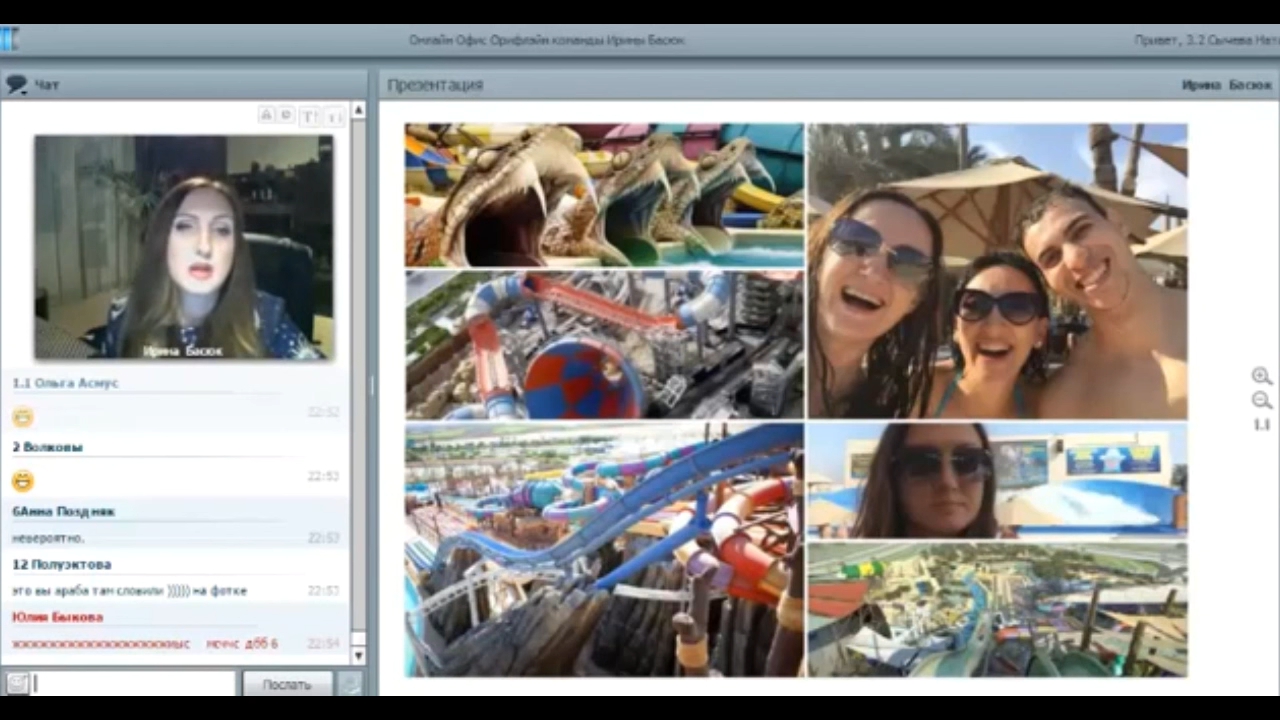 Онлайн Офис Орифлэйм команды Ирины Басюк
Привет, 3.2 Сычева Ната
Чат
Презентация
Ирина Басюк
Ирина Басюк
1.1 Ольга Асмус
22:52
2 Волковы
22:53
6Анна Поздняк
невероятно.
22:53
12 Полуэктова
это вы араба там словили ))))) на фотке
22:53
Юлия Быкова
22:54
Послать
1:1